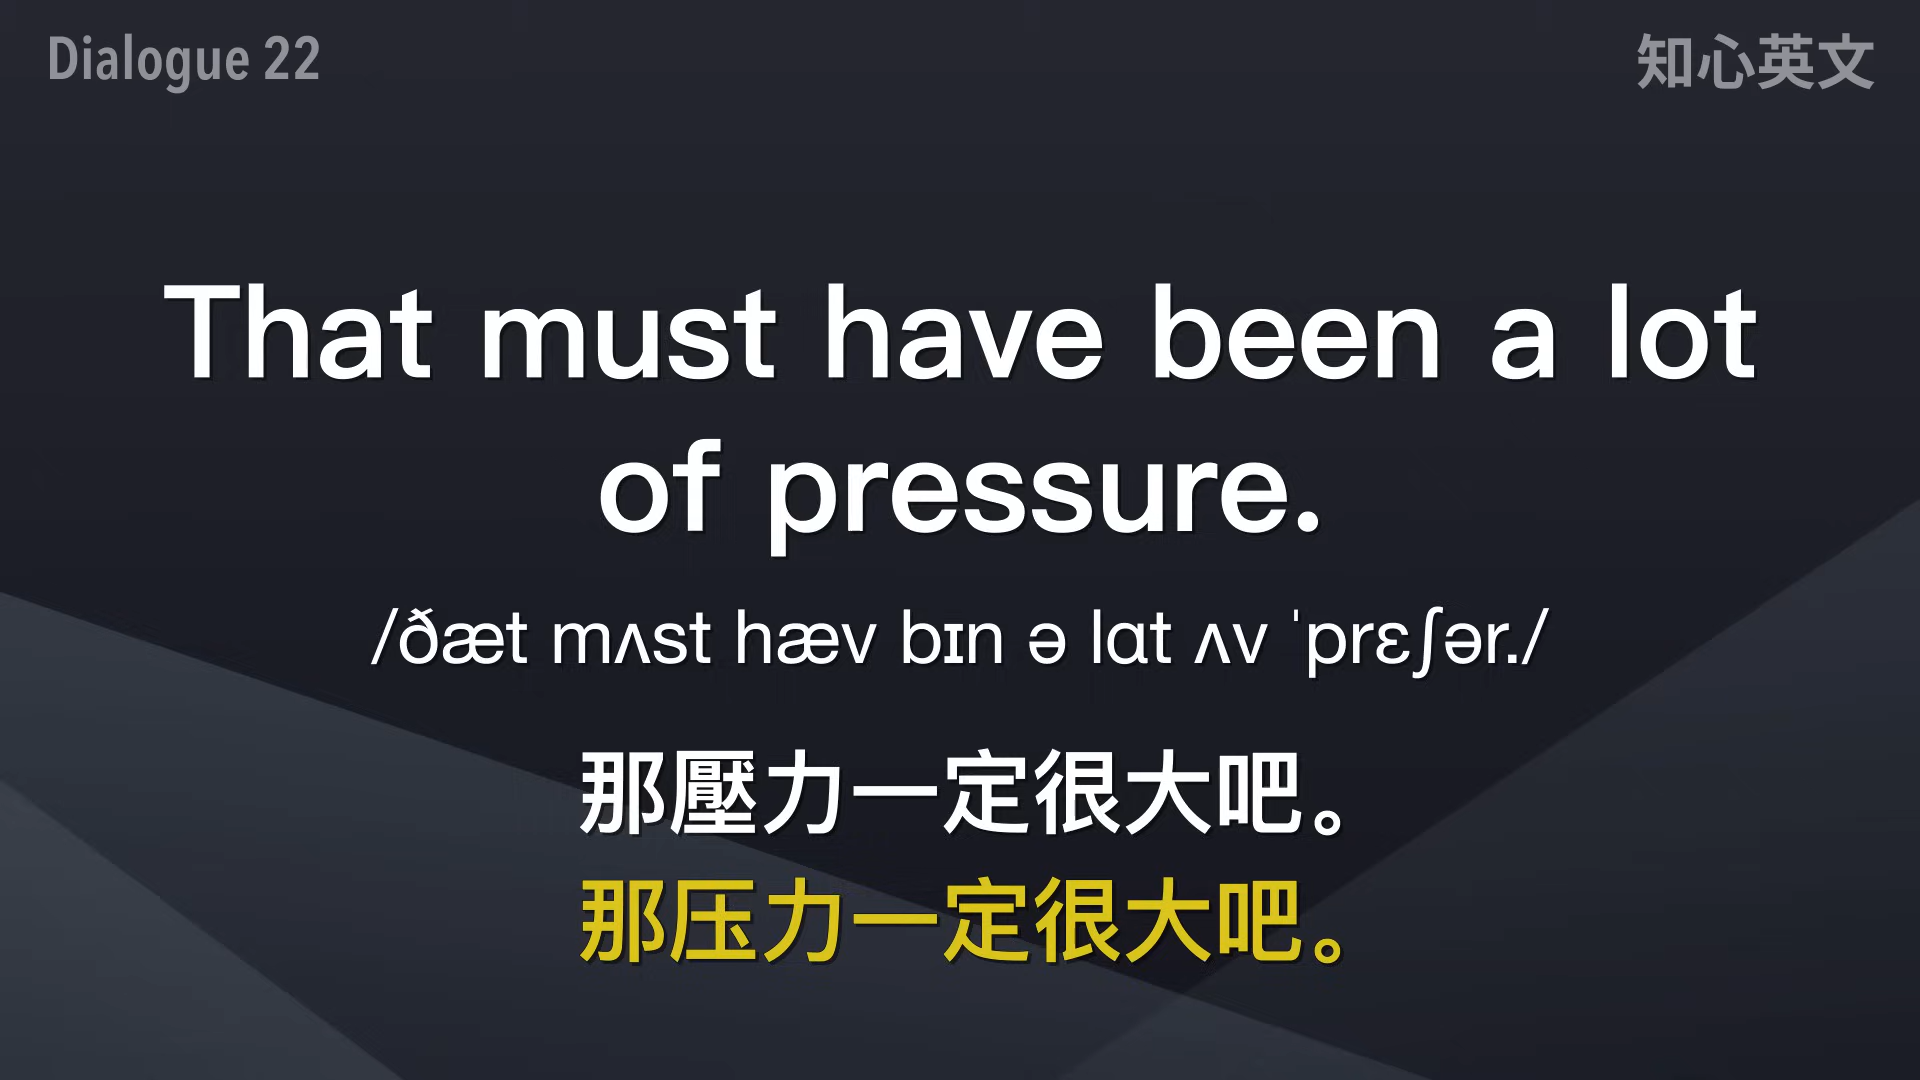 Dialogue 22
知心英文
That must have been a lot
of pressure.
/ðæt mʌst hæv bɪn ə lɑt ʌv ˈprɛʃər./
那壓力一定很大吧。
那压力一定很大吧。